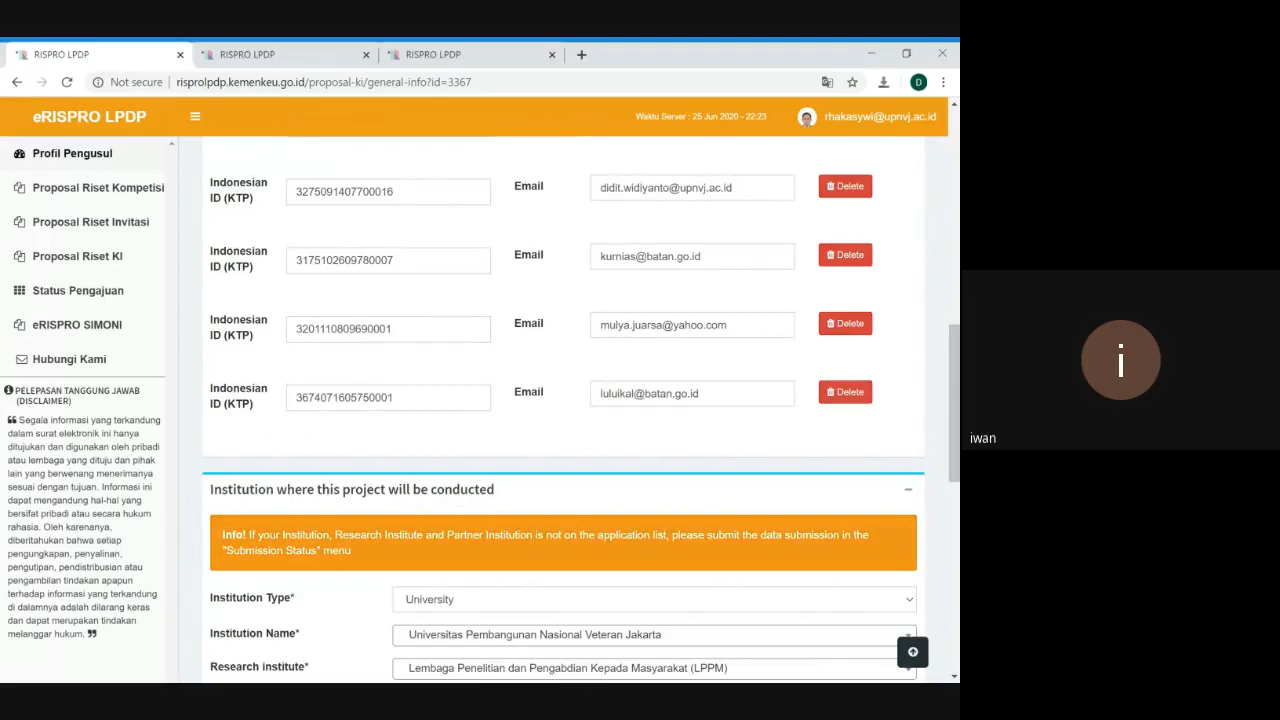 RISPRO LPDP
RISPRO LPDP
RISPRO LPDP
Not secure | risprolpdp.kemenkeu.go.id/proposal-ki/general-info?id=3367
D
eRISPRO LPDP
Waktu Server : 25 Jun 2020 - 22:23
rhakasywi@upnvj.ac.id
Profil Pengusul
Proposal Riset Kompetisi
Proposal Riset Invitasi
Proposal Riset KI
Status Pengajuan
eRISPRO SIMONI
Hubungi Kami
PELEPASAN TANGGUNG JAWAB
(DISCLAIMER)
Segala informasi yang terkandung
dalam surat elektronik ini hanya
ditujukan dan digunakan oleh pribadi
atau lembaga yang dituju dan pihak
lain yang berwenang menerimanya
sesuai dengan tujuan. Informasi ini
dapat mengandung hal-hal yang
bersifat pribadi atau secara hukum
rahasia. Oleh karenanya,
diberitahukan bahwa setiap
pengungkapan, penyalinan,
pengutipan, pendistribusian atau
pengambilan tindakan apapun
terhadap informasi yang terkandung
di dalamnya adalah dilarang keras
dan dapat merupakan tindakan
melanggar hukum.
Indonesian
ID (KTP)
3275091407700016
Email
didit.widiyanto@upnvj.ac.id
Delete
Indonesian
ID (KTP)
3175102609780007
Email
kurnias@batan.go.id
Delete
Indonesian
ID (KTP)
3201110809690001
Email
mulya.juarsa@yahoo.com
Delete
Indonesian
ID (KTP)
3674071605750001
Email
luluikal@batan.go.id
Delete
Institution where this project will be conducted
Info! If your Institution, Research Institute and Partner Institution is not on the application list, please submit the data submission in the
"Submission Status" menu
Institution Type*
University
Institution Name*
Universitas Pembangunan Nasional Veteran Jakarta
Research institute*
Lembaga Penelitian dan Pengabdian Kepada Masyarakat (LPPM)
i
iwan